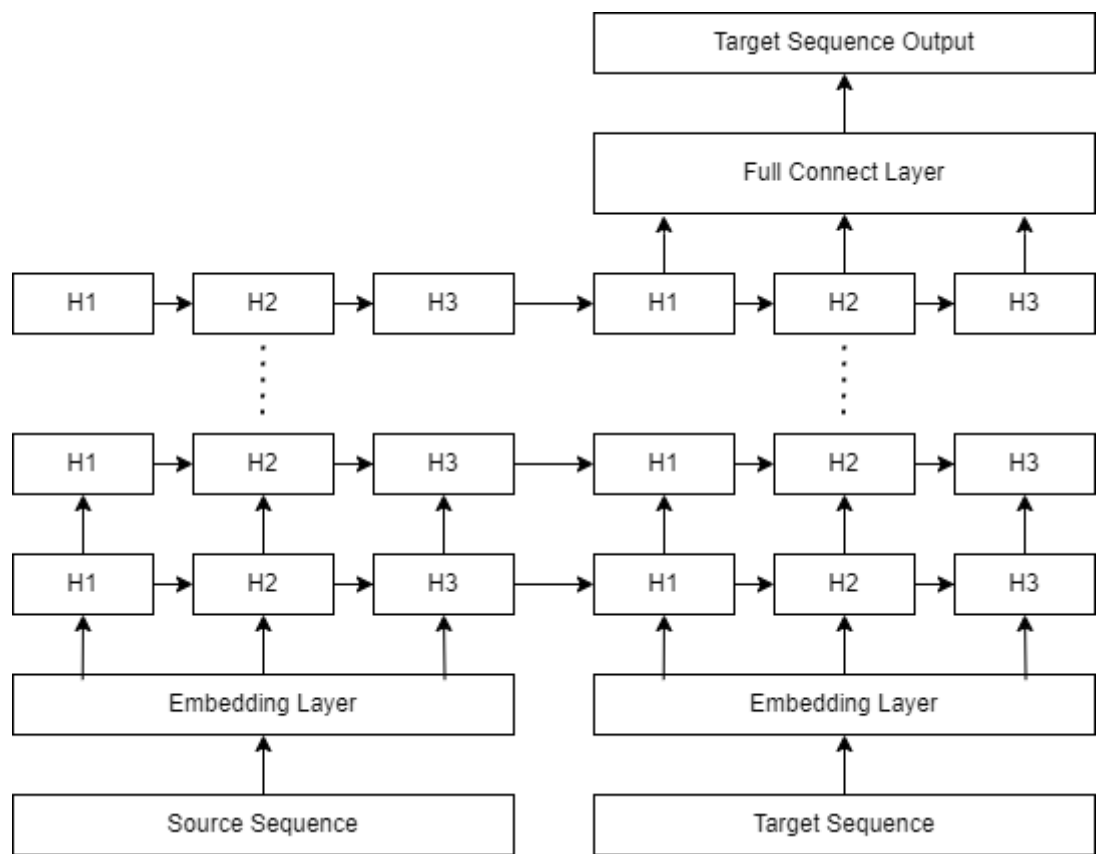 Target Sequence Output
Full Connect Layer
H1 H2 H3 H1 H2 H3
H1 H2 H3 H1 H2 H3
H1 H2 H3 H1 H2 H3
Embedding Layer Embedding Layer
Source Sequence Target Sequence